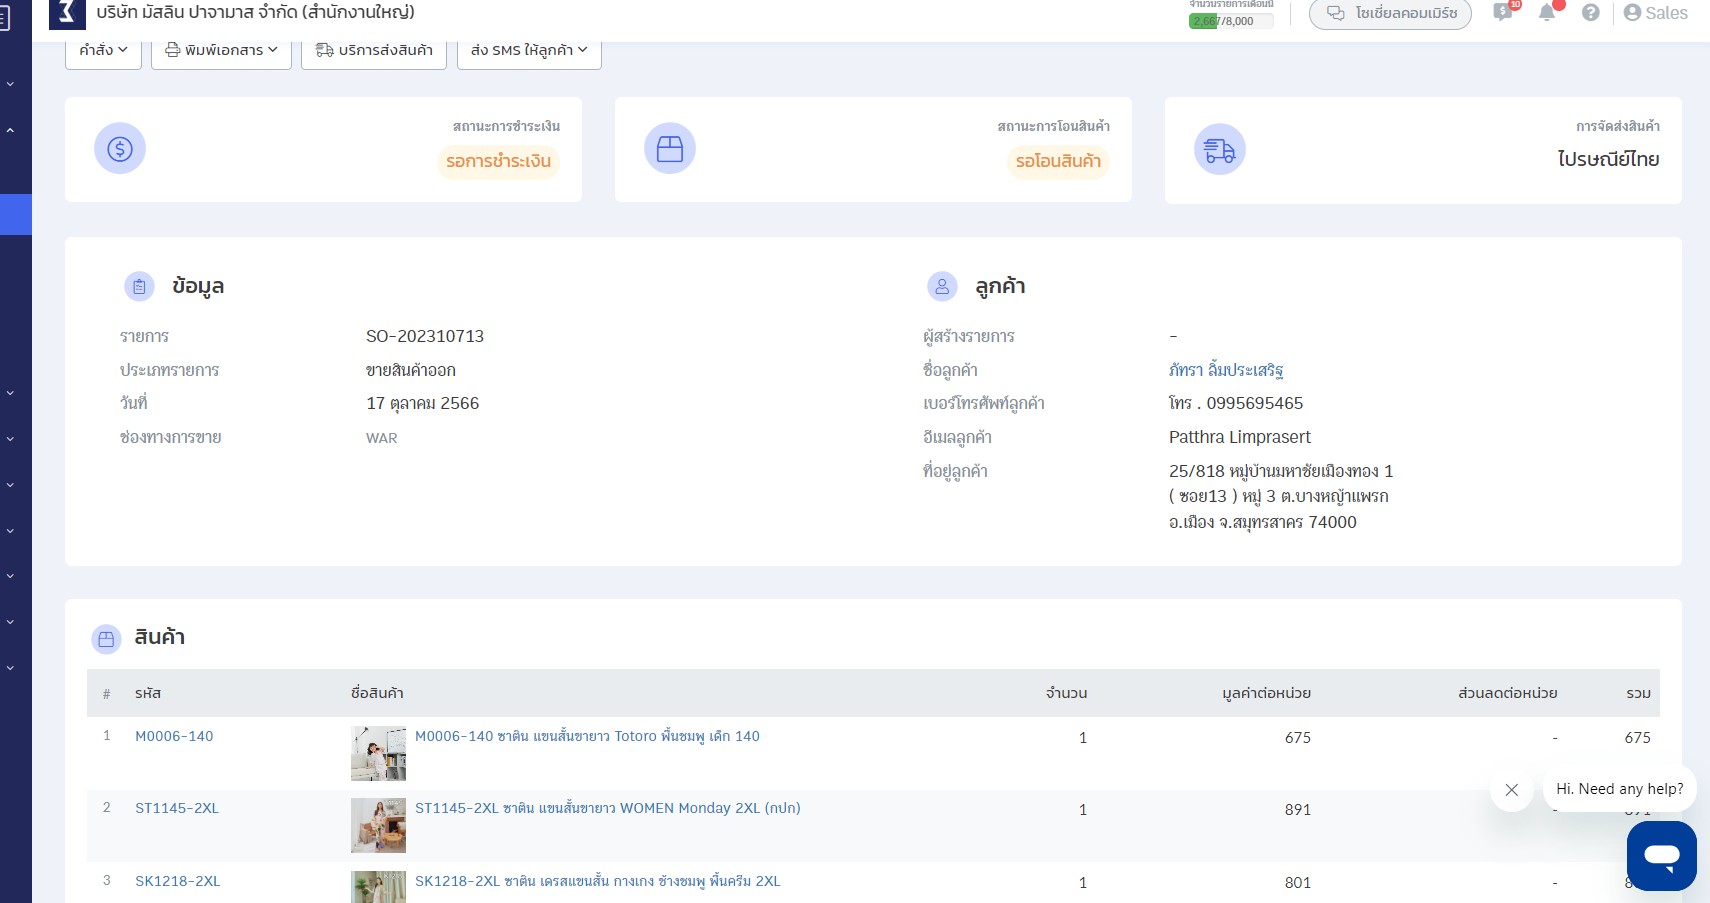 บริษัท มัสลิน ปาจามาส จำกัด (สำนักงานใหญ่)
จำนวนรายการเดือนนี้
2,667/8,000
โซเชี่ยลคอมเมิร์ซ
10
Sales
คำสั่ง
พิมพ์เอกสาร
บริการส่งสินค้า
ส่ง SMS ให้ลูกค้า
สถานะการชำระเงิน
รอการชำระเงิน
สถานะการโอนสินค้า
รอโอนสินค้า
การจัดส่งสินค้า
ไปรษณีย์ไทย
ข้อมูล
รายการ SO-202310713
ประเภทรายการ ขายสินค้าออก
วันที่ 17 ตุลาคม 2566
ช่องทางการขาย WAR
ลูกค้า
ผู้สร้างรายการ -
ชื่อลูกค้า ภัทรา ลิ้มประเสริฐ
เบอร์โทรศัพท์ลูกค้า โทร . 0995695465
อีเมลลูกค้า Patthra Limprasert
ที่อยู่ลูกค้า 25/818 หมู่บ้านมหาชัยเมืองทอง 1
( ซอย13 ) หมู่ 3 ต.บางหญ้าแพรก
อ.เมือง จ.สมุทรสาคร 74000
สินค้า
# รหัส ชื่อสินค้า จำนวน มูลค่าต่อหน่วย ส่วนลดต่อหน่วย รวม
1 M0006-140 M0006-140 ซาติน แขนสั้นขายาว Totoro พื้นชมพู เด็ก 140 1 675 - 675
2 ST1145-2XL ST1145-2XL ซาติน แขนสั้นขายาว WOMEN Monday 2XL (กปก) 1 891 - 891
3 SK1218-2XL SK1218-2XL ซาติน เดรสแขนสั้น กางเกง ช้างชมพู พื้นครีม 2XL 1 801 -
Hi. Need any help?